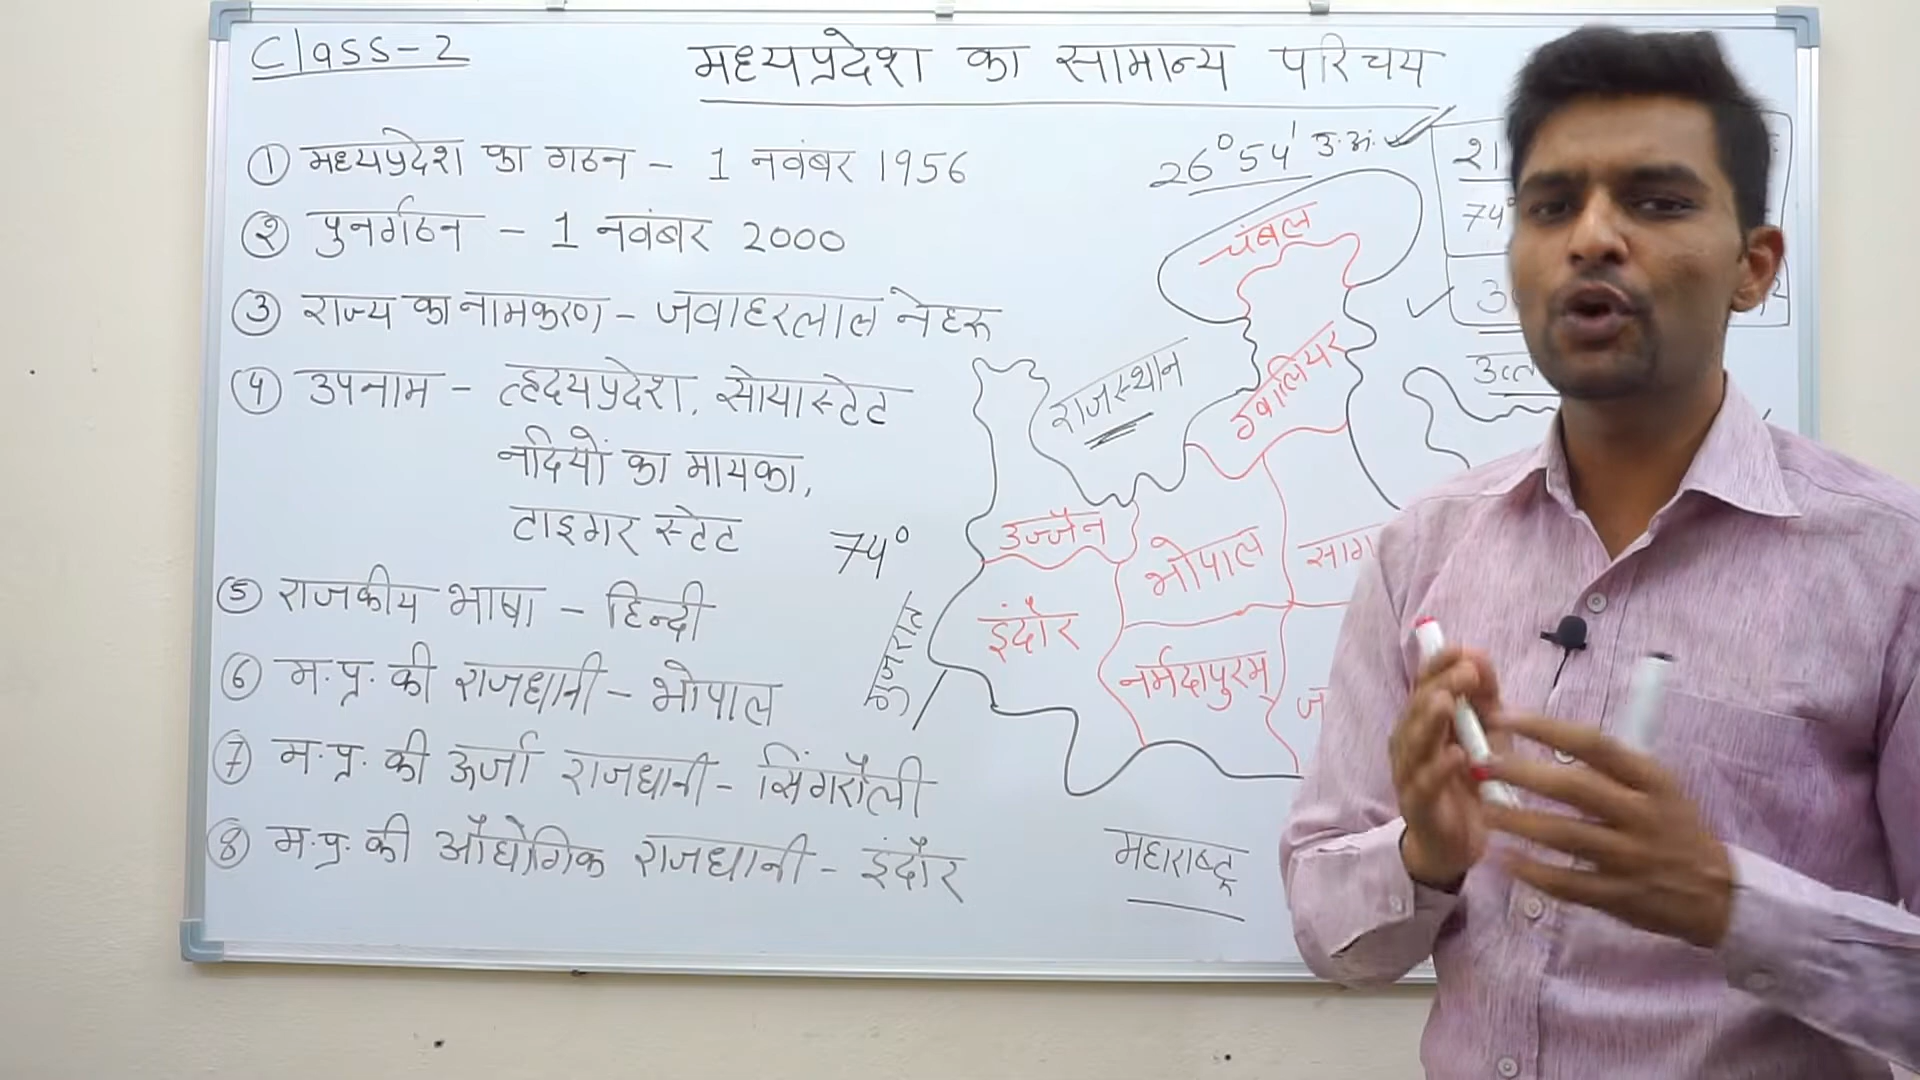 Class-2
मध्यप्रदेश का सामान्य परिचय
① मध्यप्रदेश का गठन - 1 नवंबर 1956
② पुनर्गठन - 1 नवंबर 2000
③ राज्य का नामकरण - जवाहरलाल नेहरू
④ उपनाम - हृदयप्रदेश, सोयास्टेट
नदियों का मायका,
टाइगर स्टेट
⑤ राजकीय भाषा - हिन्दी
⑥ म.प्र. की राजधानी - भोपाल
⑦ म.प्र. की ऊर्जा राजधानी - सिंगरौली
⑧ म.प्र. की औद्योगिक राजधानी - इंदौर
26°54' उ.अं.
74°
चंबल
राजस्थान
ग्वालियर
74°
उज्जैन
भोपाल
इंदौर
गुजरात
नर्मदापुरम्
महाराष्ट्र